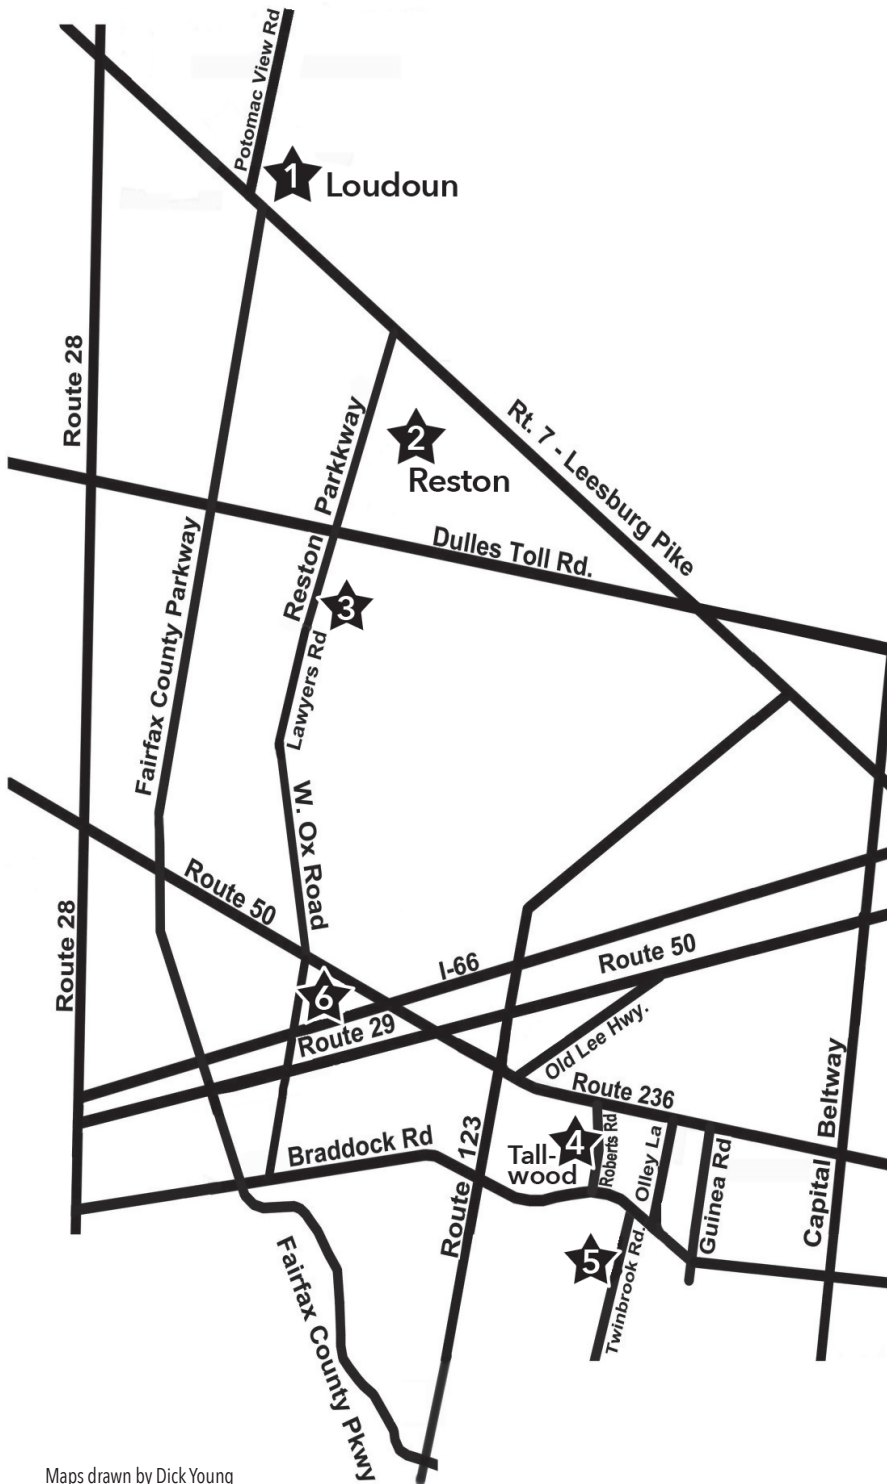 Potomac View Rd
1
Loudoun
Route 28
Rt. 7 - Leesburg Pike
2
Reston
Reston Parkkway
Dulles Toll Rd.
Fairfax County Parkway
3
Lawyers Rd
W. Ox Road
Route 50
Route 28
I-66
Route 50
6
Route 29
Old Lee Hwy.
Route 236
Braddock Rd
Route 123
4
Tall-
wood
Roberts Rd
Olley La
Guinea Rd
Capital Beltway
5
Twinbrook Rd.
Fairfax County Pkwy
Maps drawn by Dick Young